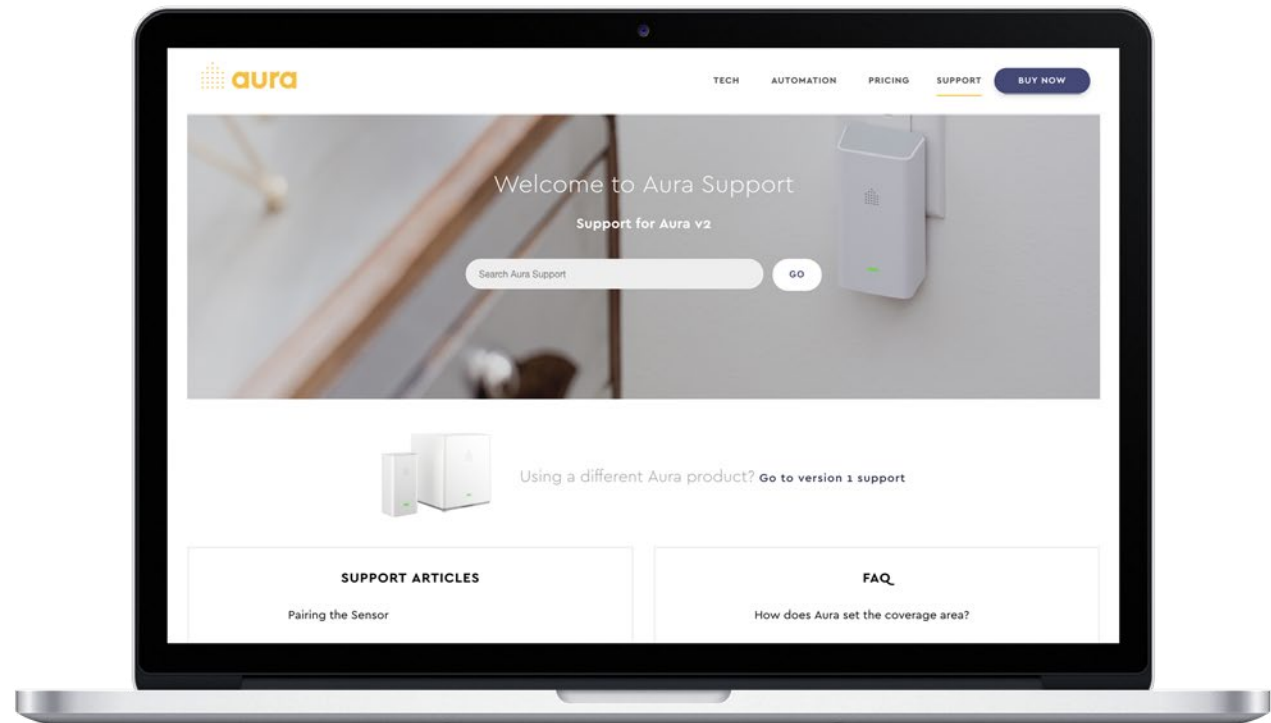 aura
TECH AUTOMATION PRICING SUPPORT BUY NOW
Welcome to Aura Support
Support for Aura v2
Search Aura Support GO
Using a different Aura product? Go to version 1 support
SUPPORT ARTICLES
Pairing the Sensor
FAQ
How does Aura set the coverage area?